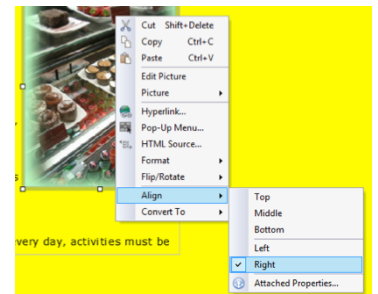 Cut Shift+Delete
Copy Ctrl+C
Paste Ctrl+V
Edit Picture
Picture
Hyperlink...
Pop-Up Menu...
HTML Source...
Format
Flip/Rotate
Align
Convert To
Top
Middle
Bottom
Left
Right
Attached Properties...
every day, activities must be